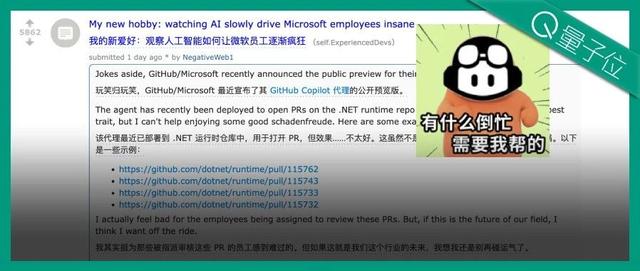 量子位
5862
My new hobby: watching AI slowly drive Microsoft employees insane
我的新爱好：观察人工智能如何让微软员工逐渐疯狂 (self.ExperiencedDevs)
submitted 1 day ago * by NegativeWeb1
Jokes aside, GitHub/Microsoft recently announced the public preview for their
玩笑归玩笑，GitHub/Microsoft 最近宣布了其 GitHub Copilot 代理的公开预览版。
The agent has recently been deployed to open PRs on the .NET runtime repo best
trait, but I can't help enjoying some good schadenfreude. Here are some
该代理最近已部署到 .NET 运行时仓库中，用于打开 PR，但效果……不太好。这虽然不是 以下
是一些示例：
有什么倒忙
需要我帮的
• https://github.com/dotnet/runtime/pull/115762
• https://github.com/dotnet/runtime/pull/115743
• https://github.com/dotnet/runtime/pull/115733
• https://github.com/dotnet/runtime/pull/115732
I actually feel bad for the employees being assigned to review these PRs. But, if this is the future of our field, I
think I want off the ride.
我其实挺为那些被指派审核这些 PR 的员工感到难过的。但如果这就是我们这个行业的未来，我想我还是别再碰运气了。